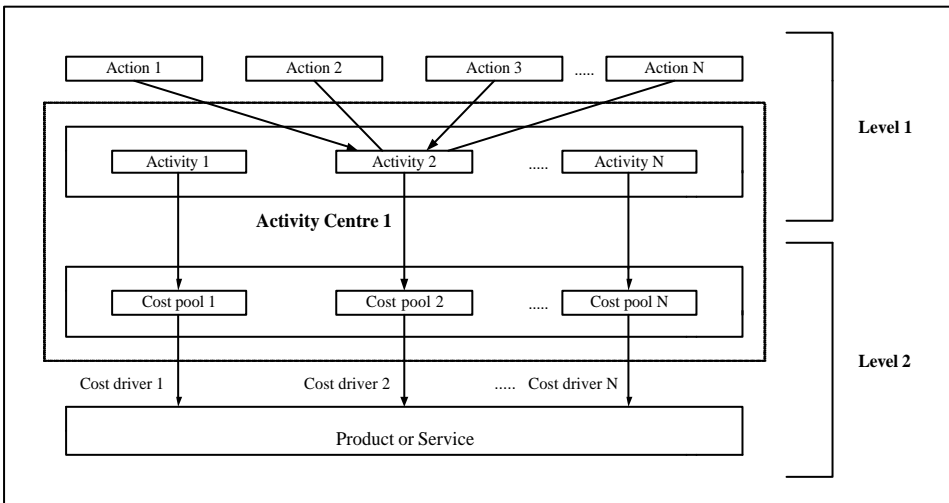 Action 1 Action 2 Action 3 ..... Action N
Level 1
Activity 1 Activity 2 ..... Activity N
Activity Centre 1
Cost pool 1 Cost pool 2 ..... Cost pool N
Level 2
Cost driver 1 Cost driver 2 ..... Cost driver N
Product or Service